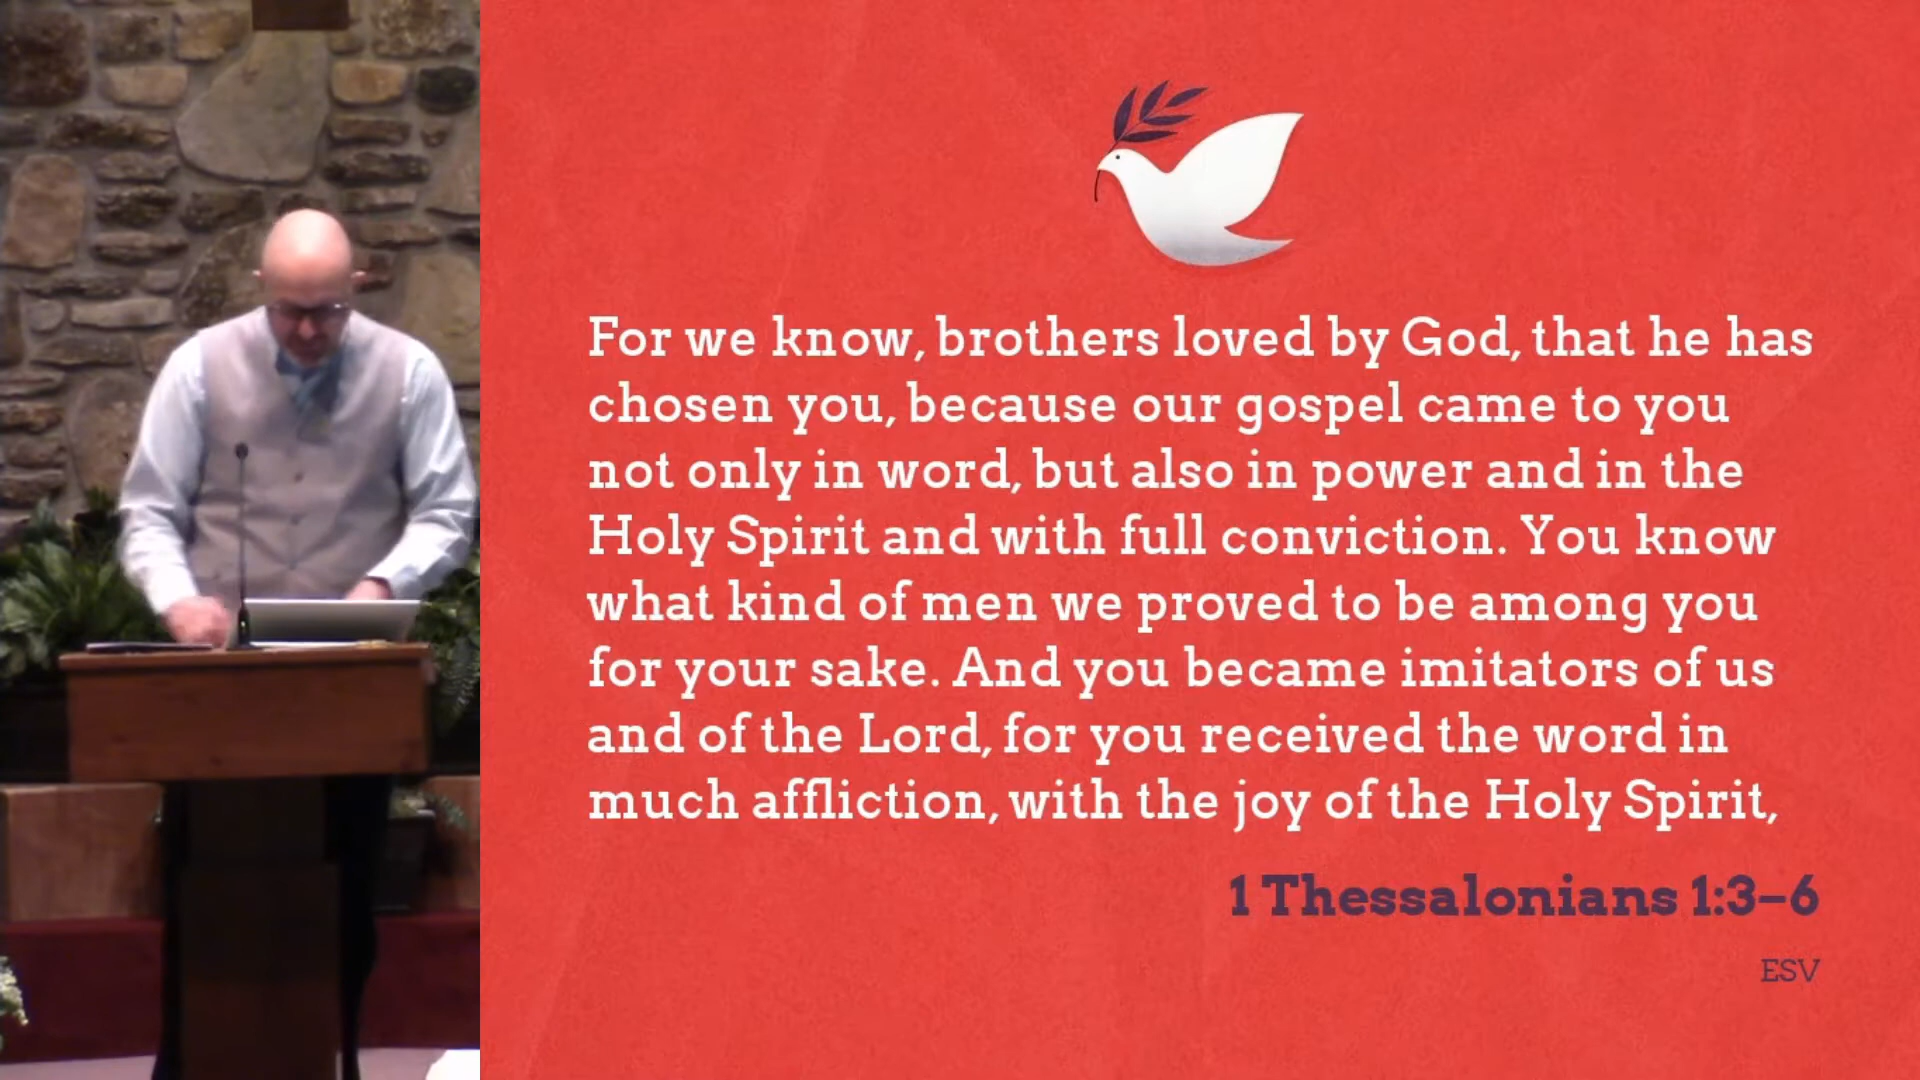 For we know, brothers loved by God, that he has
chosen you, because our gospel came to you
not only in word, but also in power and in the
Holy Spirit and with full conviction. You know
what kind of men we proved to be among you
for your sake. And you became imitators of us
and of the Lord, for you received the word in
much affliction, with the joy of the Holy Spirit,
1 Thessalonians 1:3–6
ESV